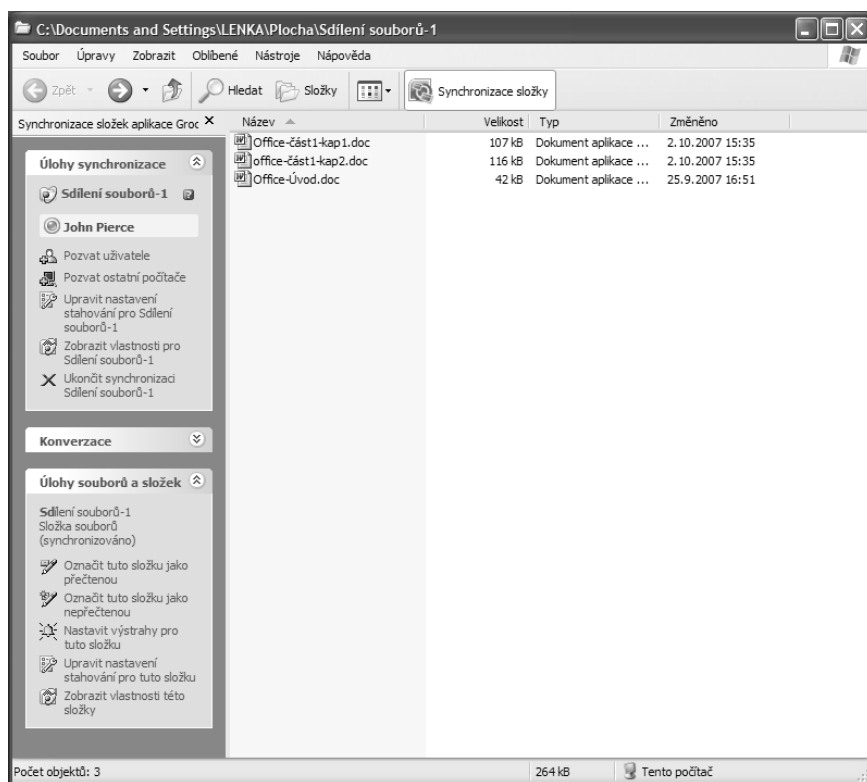 C:\Documents and Settings\LENKA\Plocha\Sdílení souborů-1
Soubor Úpravy Zobrazit Oblíbené Nástroje Nápověda
Zpět Hledat Složky Synchronizace složky
Synchronizace složek aplikace Groc
Název Velikost Typ Změněno
Office-část1-kap1.doc 107 kB Dokument aplikace ... 2.10.2007 15:35
office-část1-kap2.doc 116 kB Dokument aplikace ... 2.10.2007 15:35
Office-Úvod.doc 42 kB Dokument aplikace ... 25.9.2007 16:51
Úlohy synchronizace
Sdílení souborů-1
John Pierce
Pozvat uživatele
Pozvat ostatní počítače
Upravit nastavení
stahování pro Sdílení
souborů-1
Zobrazit vlastnosti pro
Sdílení souborů-1
Ukončit synchronizaci
Sdílení souborů-1
Konverzace
Úlohy souborů a složek
Sdílení souborů-1
Složka souborů
(synchronizováno)
Označit tuto složku jako
přečtenou
Označit tuto složku jako
nepřečtenou
Nastavit výstrahy pro
tuto složku
Upravit nastavení
stahování pro tuto složku
Zobrazit vlastnosti této
složky
Počet objektů: 3 264 kB Tento počítač